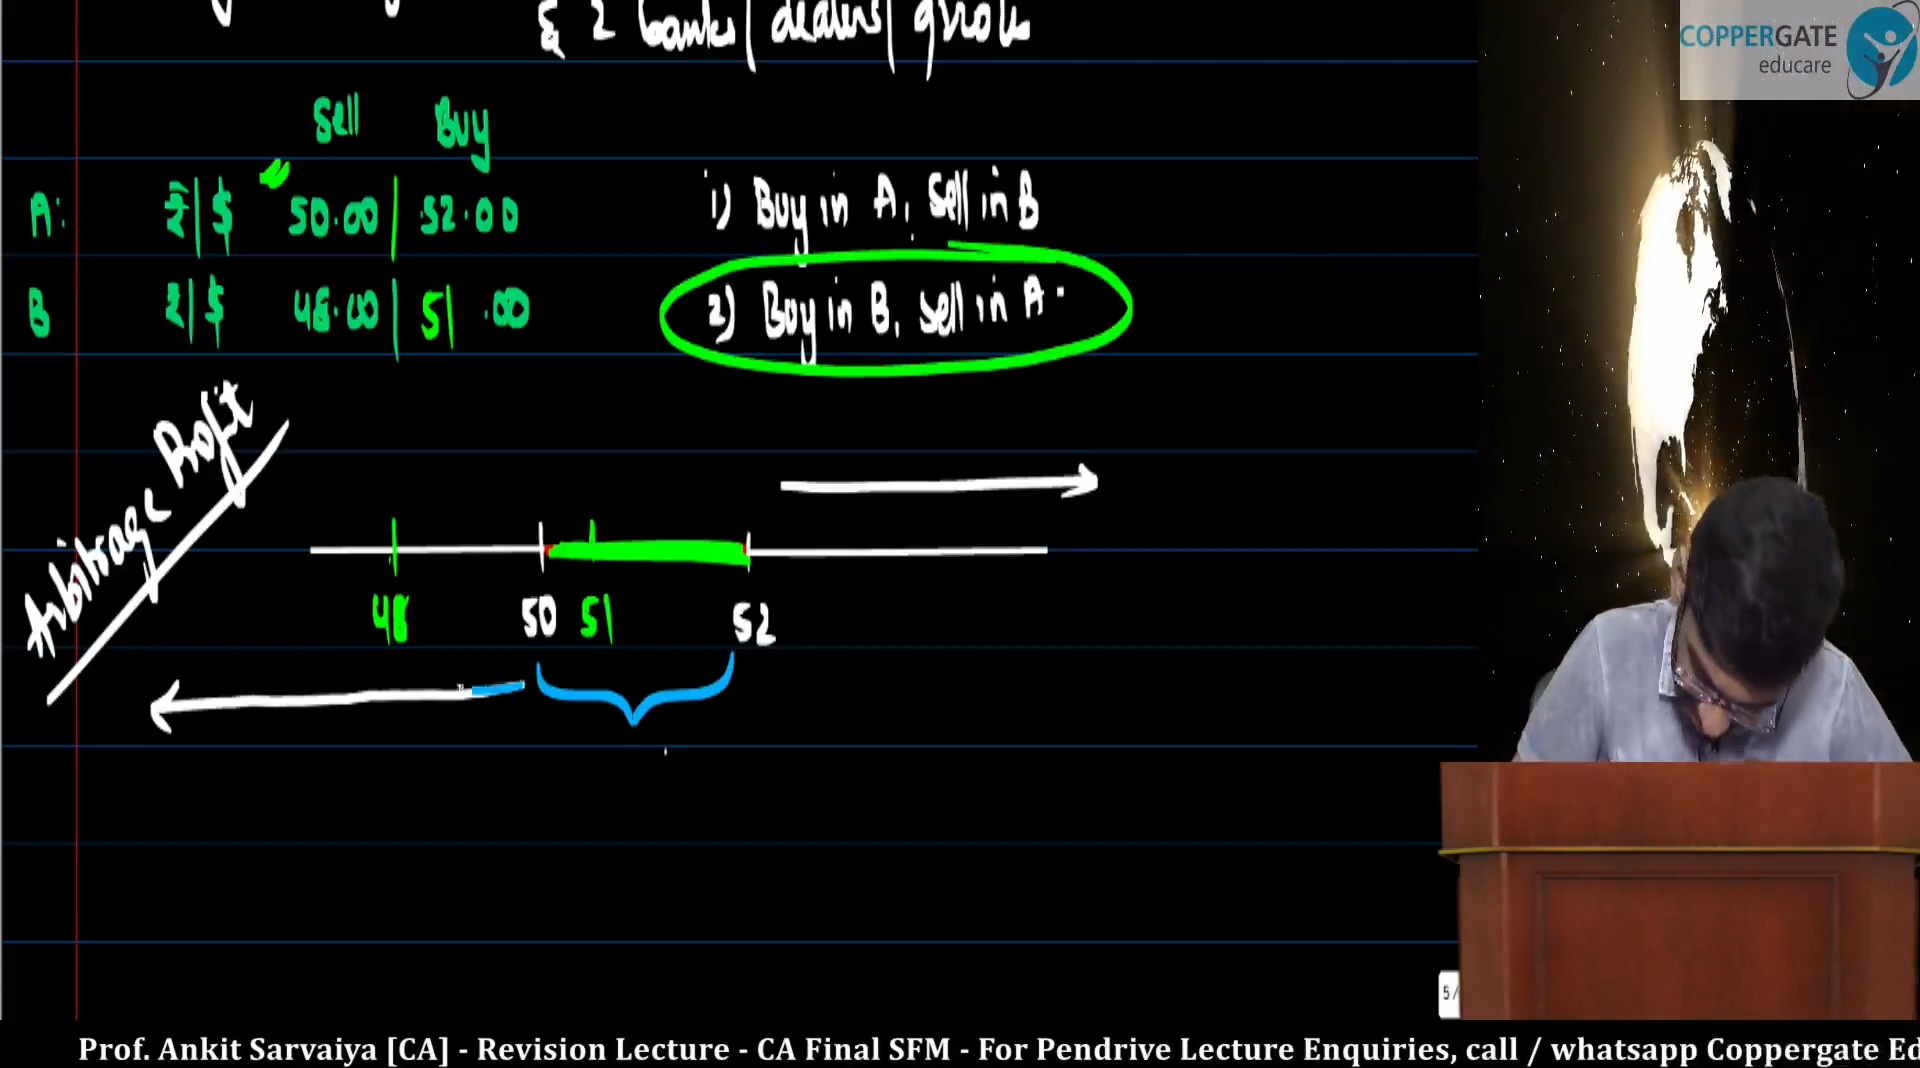 & 2 banks / dealers / quotes
COPPERGATE
educare
Sell Buy
A: ₹|$ 50.00 | 52.00
B ₹|$ 48.00 | 51.00
1) Buy in A, Sell in B
2) Buy in B, Sell in A.
Arbitrage Profit
48 50 51 52
5/
Prof. Ankit Sarvaiya [CA] - Revision Lecture - CA Final SFM - For Pendrive Lecture Enquiries, call / whatsapp Coppergate Ed